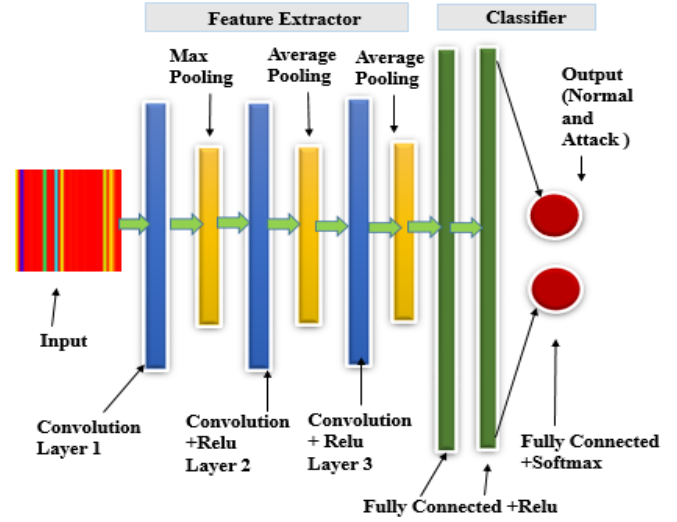 Feature Extractor
Classifier
Max
Pooling
Average
Pooling
Average
Pooling
Output
(Normal
and
Attack )
Input
Convolution
Layer 1
Convolution
+Relu
Layer 2
Convolution
+ Relu
Layer 3
Fully Connected
+Softmax
Fully Connected +Relu